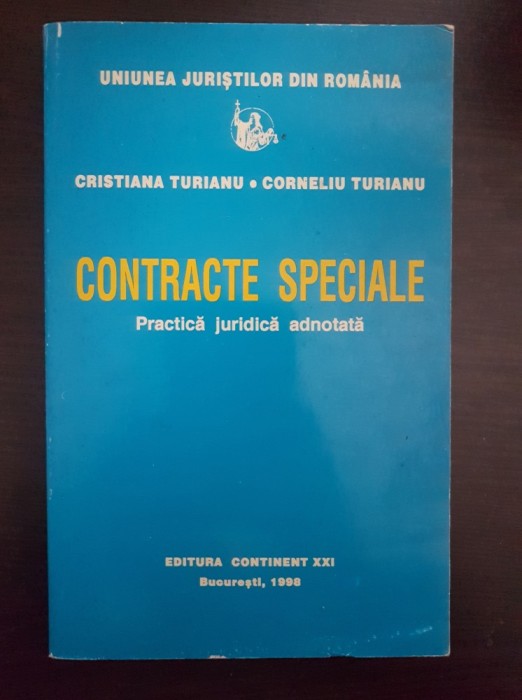 UNIUNEA JURIȘTILOR DIN ROMÂNIA
CRISTIANA TURIANU • CORNELIU TURIANU
CONTRACTE SPECIALE
Practică juridică adnotată
EDITURA CONTINENT XXI
București, 1998